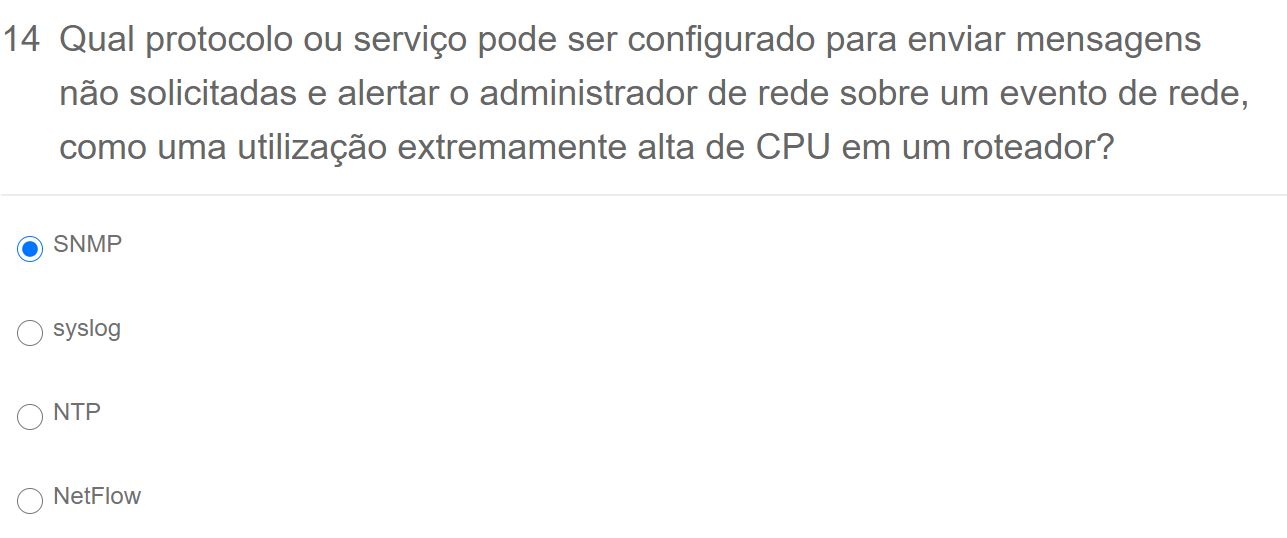 14 Qual protocolo ou serviço pode ser configurado para enviar mensagens
não solicitadas e alertar o administrador de rede sobre um evento de rede,
como uma utilização extremamente alta de CPU em um roteador?
SNMP
syslog
NTP
NetFlow